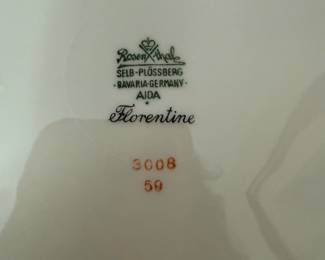 Rosenthal
SELB-PLÖSSBERG
·BAVARIA-GERMANY·
AIDA
Florentine
3008
59